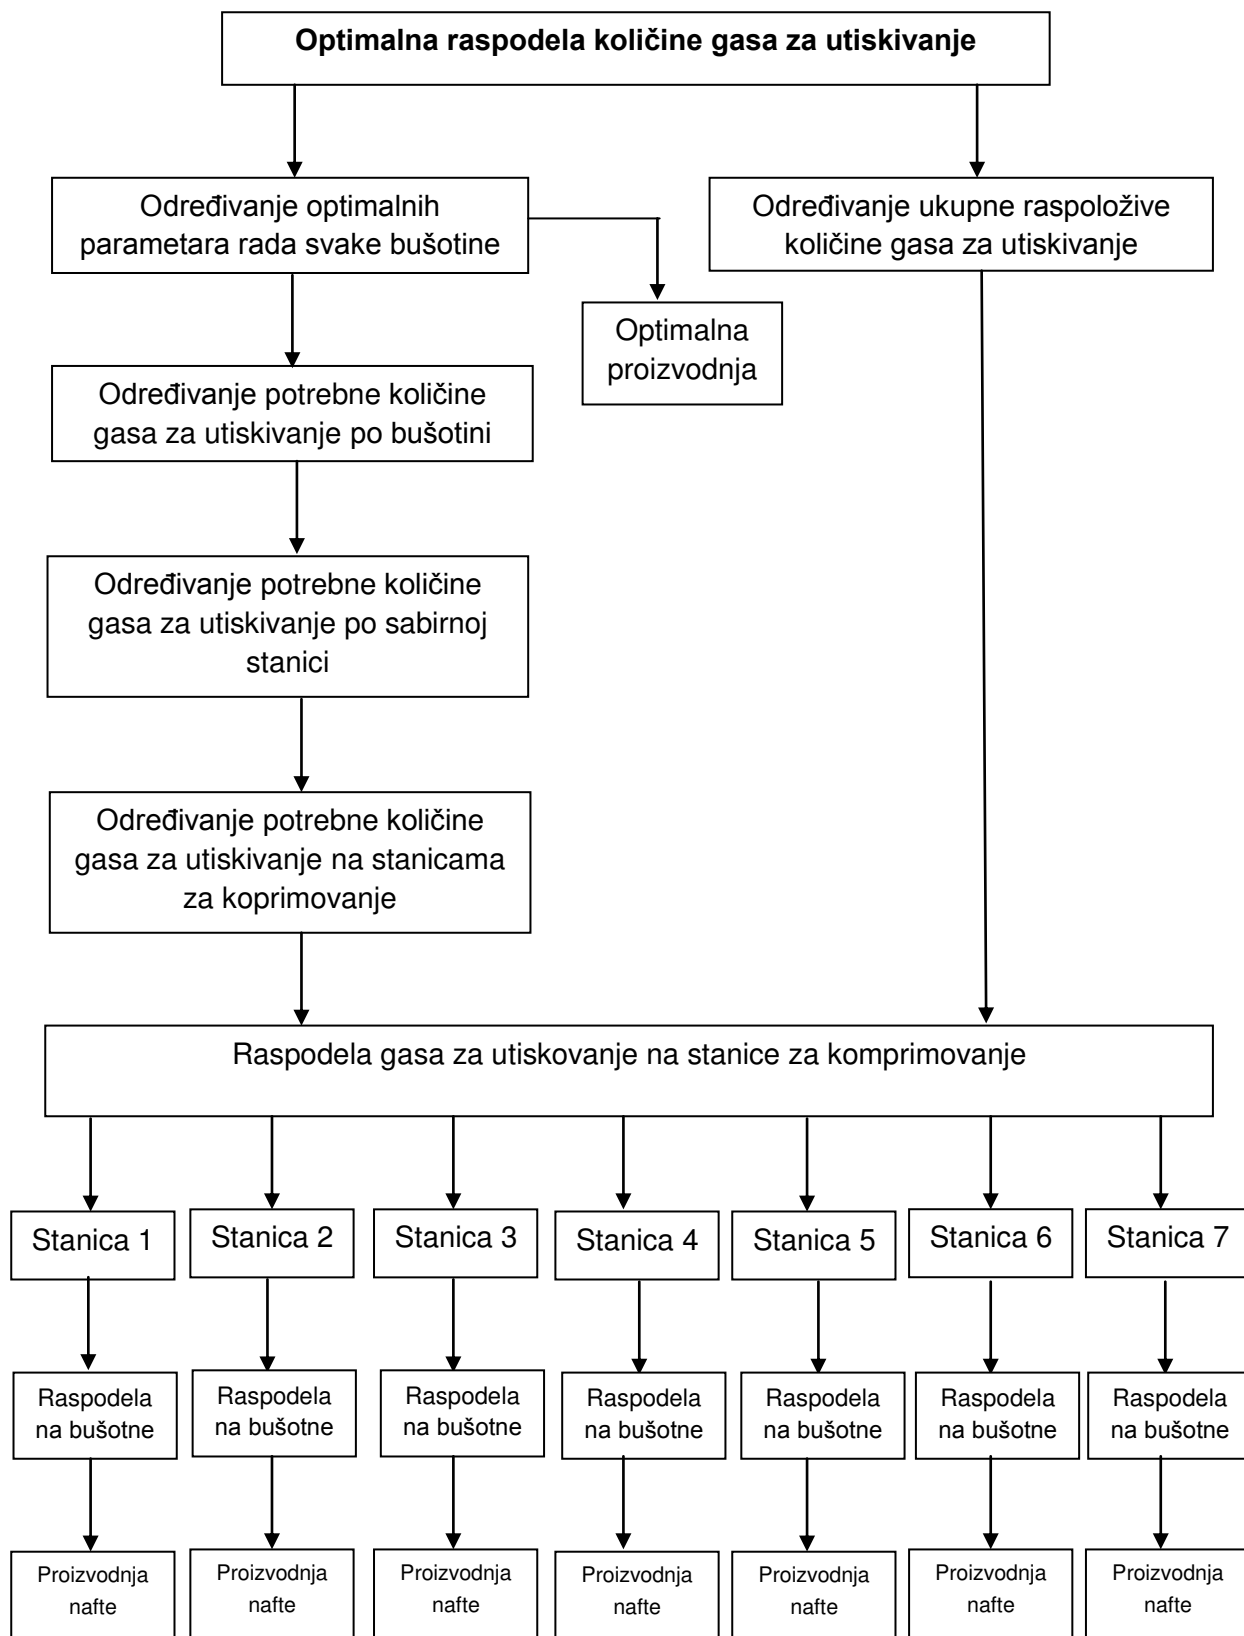 Optimalna raspodela količine gasa za utiskivanje
Određivanje optimalnih
parametara rada svake bušotine
Određivanje ukupne raspoložive
količine gasa za utiskivanje
Optimalna
proizvodnja
Određivanje potrebne količine
gasa za utiskivanje po bušotini
Određivanje potrebne količine
gasa za utiskivanje po sabirnoj
stanici
Određivanje potrebne količine
gasa za utiskivanje na stanicama
za koprimovanje
Raspodela gasa za utiskovanje na stanice za komprimovanje
Stanica 1
Stanica 2
Stanica 3
Stanica 4
Stanica 5
Stanica 6
Stanica 7
Raspodela
na bušotne
Raspodela
na bušotne
Raspodela
na bušotne
Raspodela
na bušotne
Raspodela
na bušotne
Raspodela
na bušotne
Raspodela
na bušotne
Proizvodnja
nafte
Proizvodnja
nafte
Proizvodnja
nafte
Proizvodnja
nafte
Proizvodnja
nafte
Proizvodnja
nafte
Proizvodnja
nafte